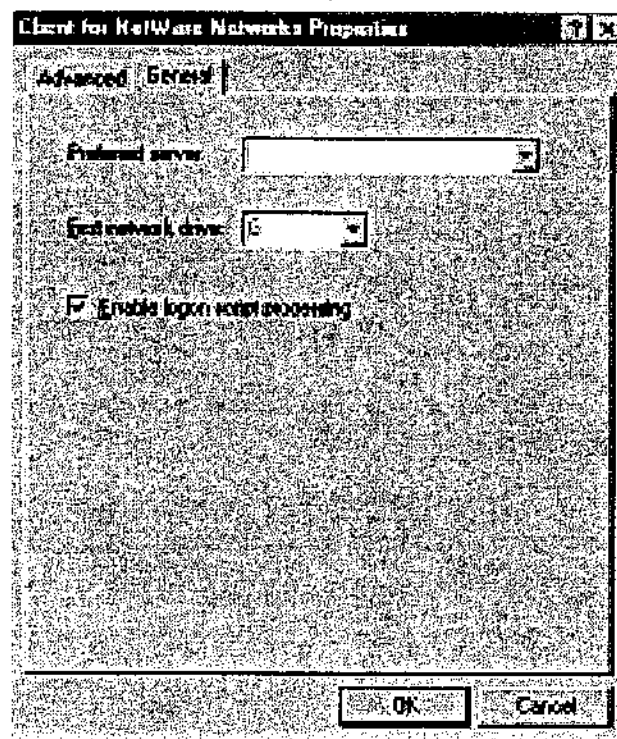 Client for NetWare Networks Properties
Advanced General
Preferred server:
First network drive:
Enable logon script processing
OK Cancel